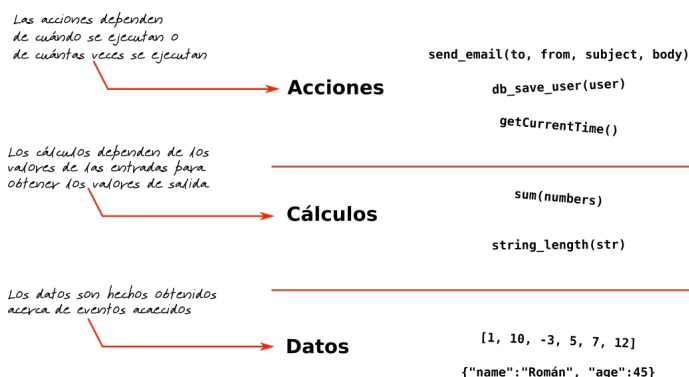 Las acciones dependen
de cuándo se ejecutan o
de cuántas veces se ejecutan
Acciones
send_email(to, from, subject, body)
db_save_user(user)
getCurrentTime()
Los cálculos dependen de los
valores de las entradas para
obtener los valores de salida
Cálculos
sum(numbers)
string_length(str)
Los datos son hechos obtenidos
acerca de eventos acaecidos
Datos
[1, 10, -3, 5, 7, 12]
{"name":"Román", "age":45}